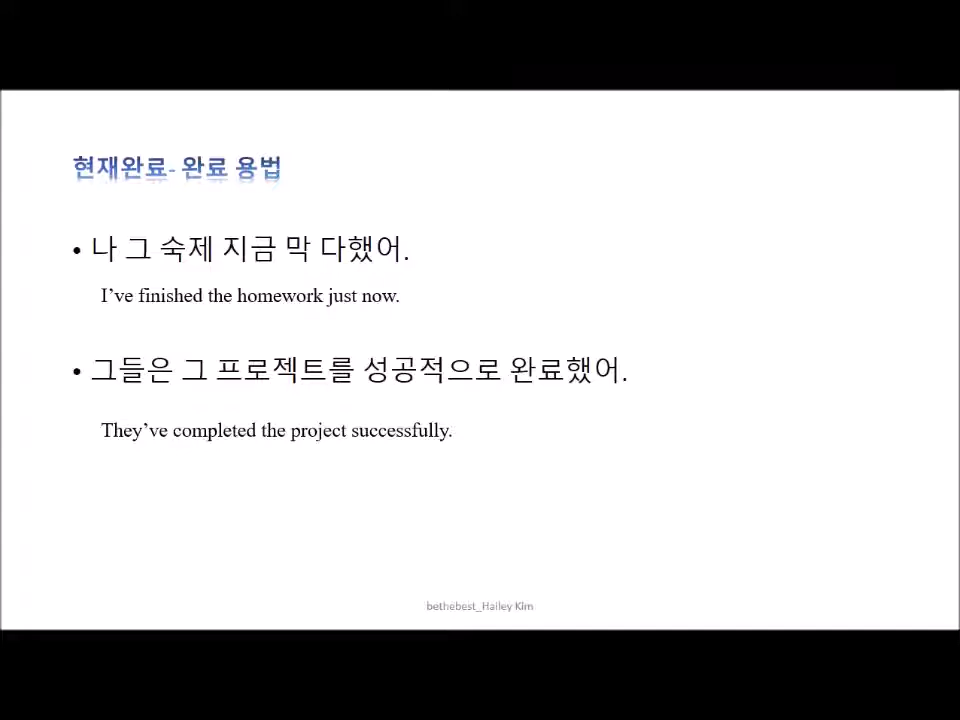 현재완료- 완료 용법
• 나 그 숙제 지금 막 다했어.
I’ve finished the homework just now.
• 그들은 그 프로젝트를 성공적으로 완료했어.
They’ve completed the project successfully.
bethebest_Hailey Kim